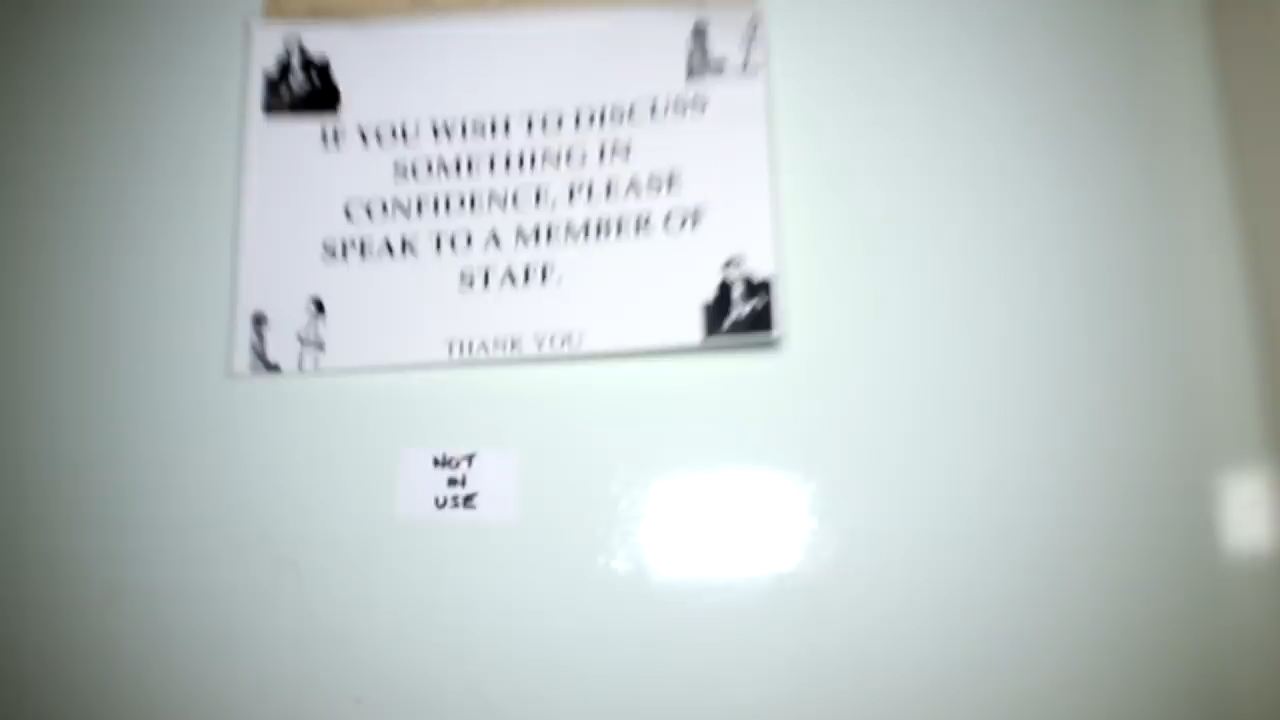 IF YOU WISH TO DISCUSS
SOMETHING IN
CONFIDENCE, PLEASE
SPEAK TO A MEMBER OF
STAFF.
THANK YOU
NOT
IN
USE